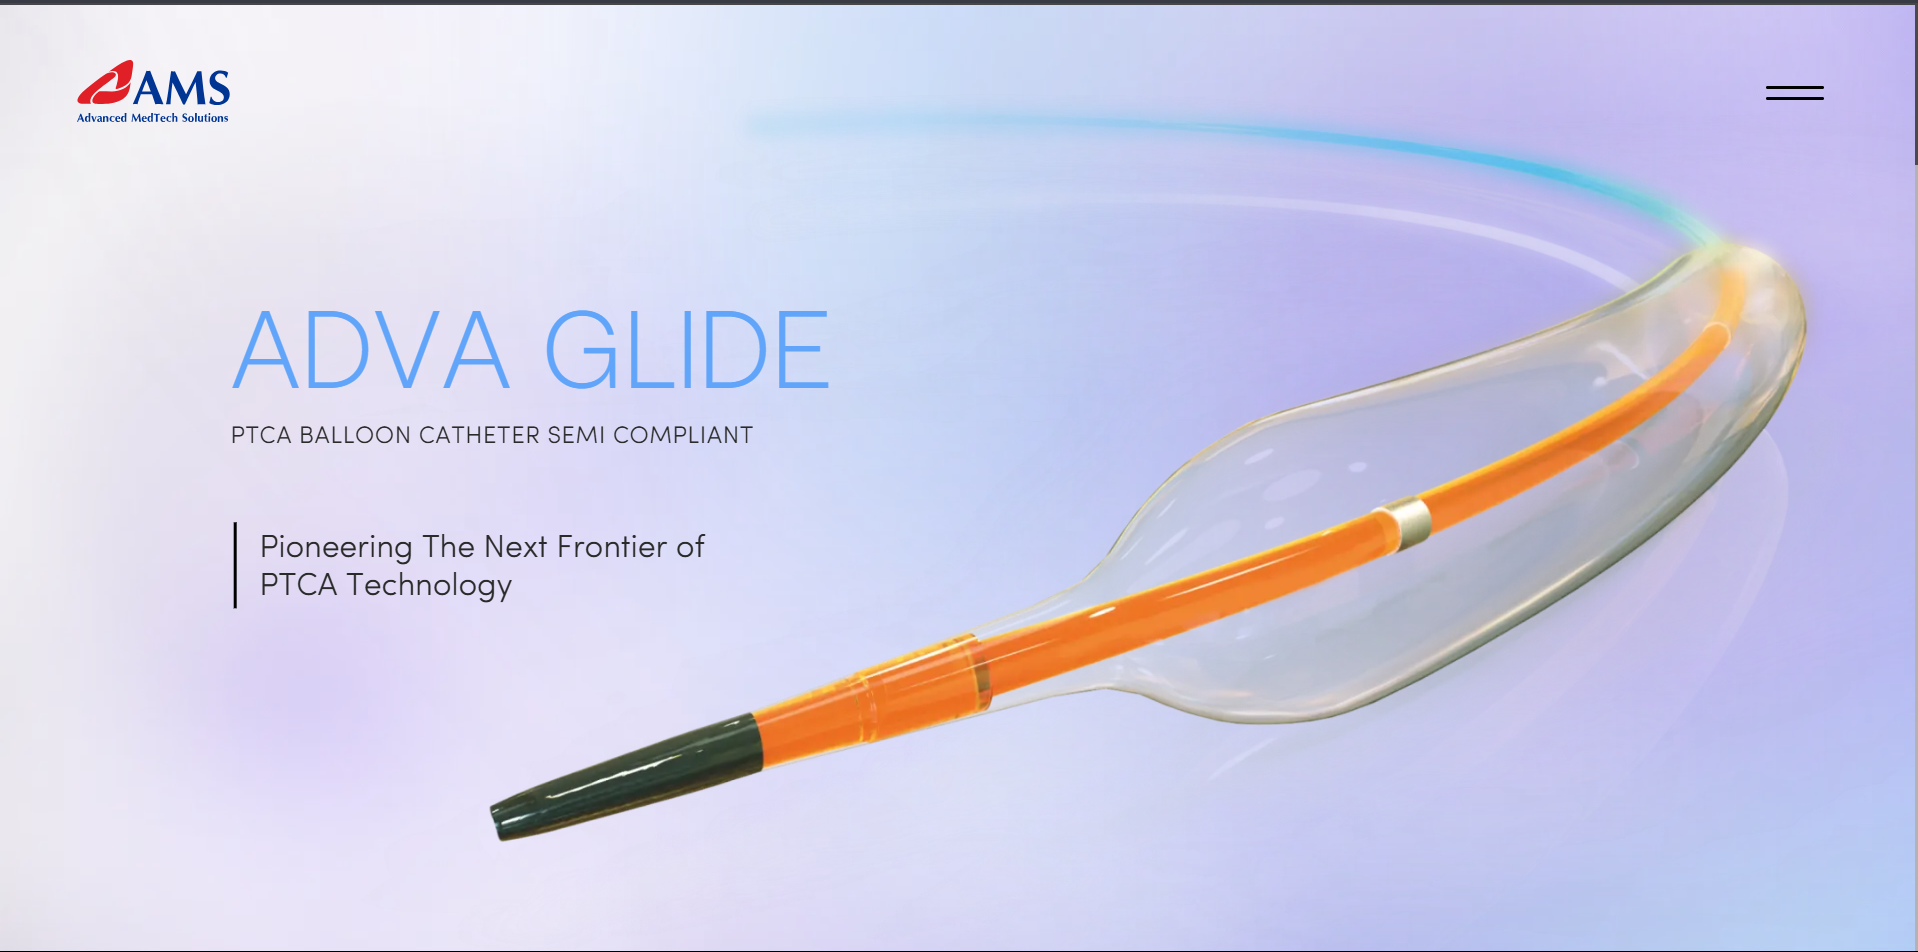 AMS
Advanced MedTech Solutions
ADVA GLIDE
PTCA BALLOON CATHETER SEMI COMPLIANT
Pioneering The Next Frontier of
PTCA Technology